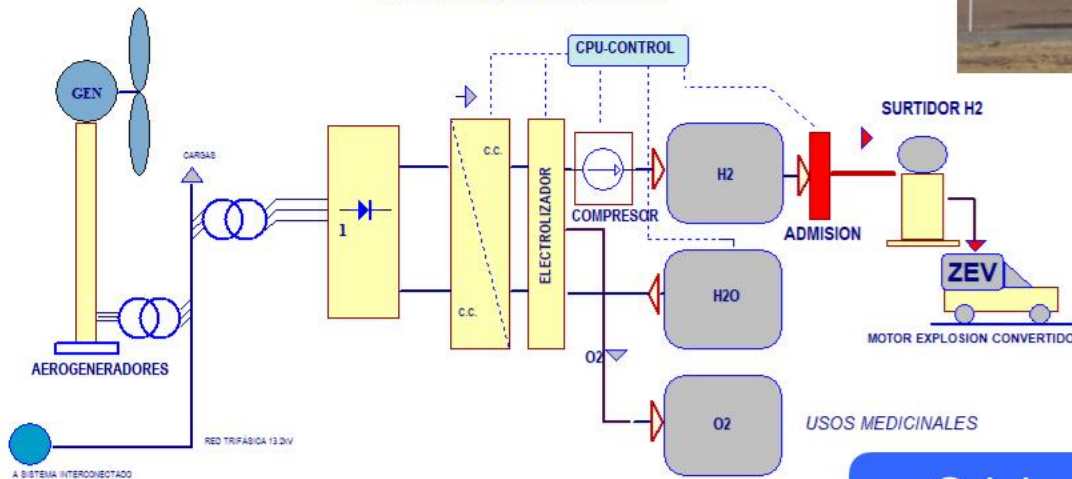 CPU-CONTROL
GEN
SURTIDOR H2
CARGAS
C.C.
ELECTROLIZADOR
H2
COMPRESOR
ADMISION
1
ZEV
H2O
C.C.
MOTOR EXPLOSION CONVERTIDO
O2
AEROGENERADORES
O2
USOS MEDICINALES
RED TRIFASICA 13.2kV
A SISTEMA INTERCONECTADO